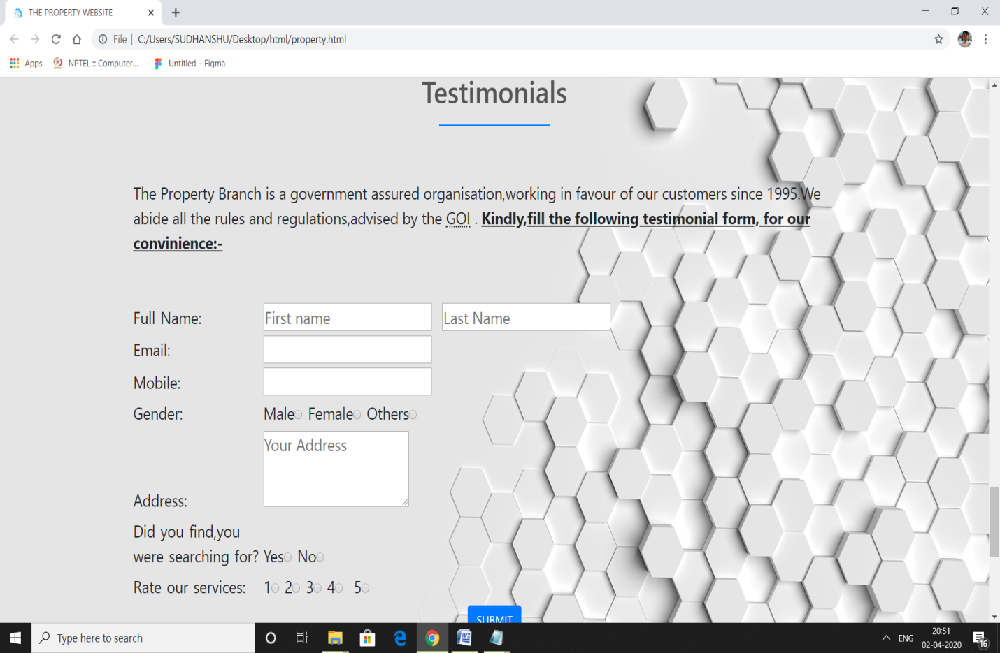 THE PROPERTY WEBSITE
File | C:/Users/SUDHANSHU/Desktop/html/property.html
Apps NPTEL :: Computer... Untitled – Figma
Testimonials
The Property Branch is a government assured organisation,working in favour of our customers since 1995.We
abide all the rules and regulations,advised by the GOI . Kindly,fill the following testimonial form, for our
convinience:-
Full Name: First name Last Name
Email:
Mobile:
Gender: Male Female Others
Your Address
Address:
Did you find,you
were searching for? Yes No
Rate our services: 1 2 3 4 5
SUBMIT
Type here to search
ENG
20:51
02-04-2020
16